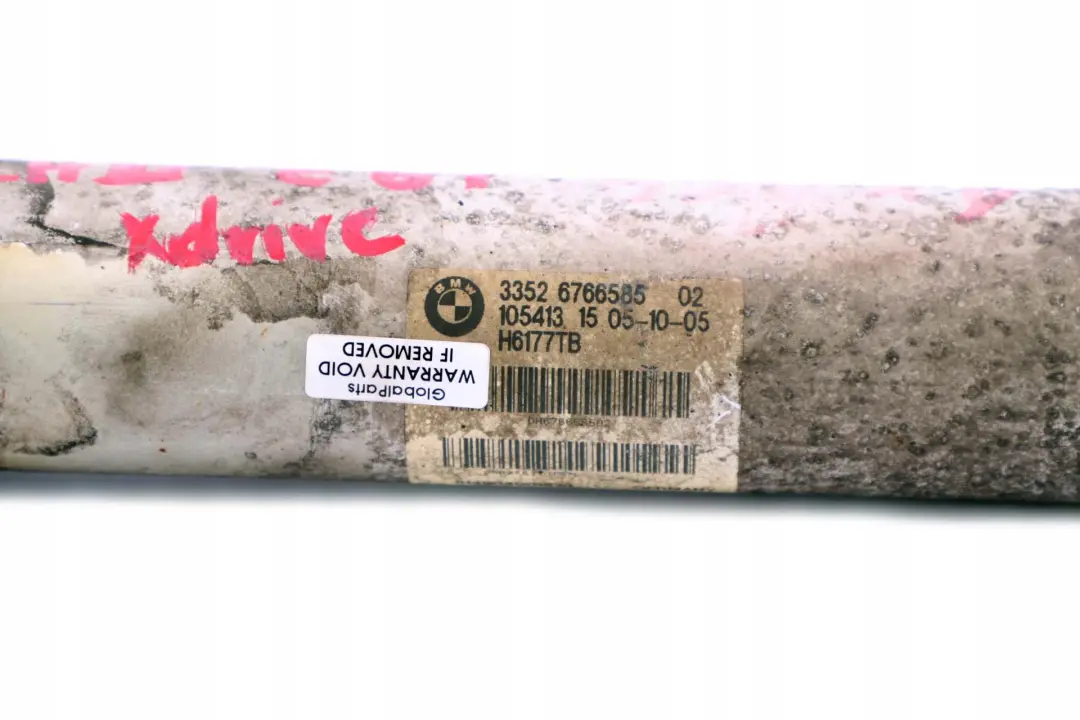 xdrive
BMW
3352 6766585 02
105413 15 05-10-05
H6177TB
GlobalParts
WARRANTY VOID
IF REMOVED